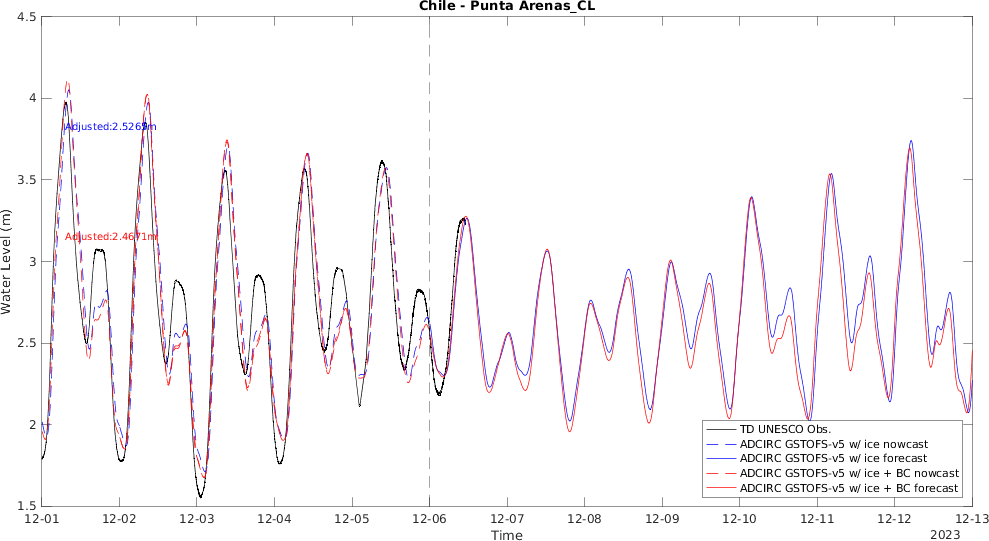 Chile - Punta Arenas_CL
4.5
4
3.5
3
2.5
2
1.5
Water Level (m)
Adjusted:2.5265m
Adjusted:2.4671m
TD UNESCO Obs.
ADCIRC GSTOFS-v5 w/ ice nowcast
ADCIRC GSTOFS-v5 w/ ice forecast
ADCIRC GSTOFS-v5 w/ ice + BC nowcast
ADCIRC GSTOFS-v5 w/ ice + BC forecast
12-01 12-02 12-03 12-04 12-05 12-06 12-07 12-08 12-09 12-10 12-11 12-12 12-13
Time
2023